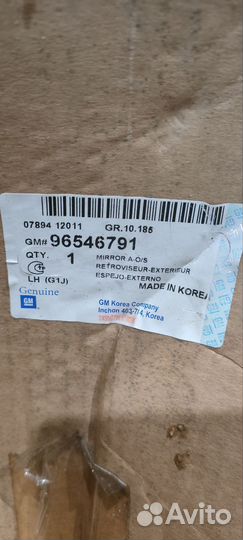 07894 12011 GR.10.185
GM# 96546791
QTY. 1 MIRROR A-O/S
RETROVISEUR-EXTERIEUR
ESPEJO-EXTERNO
LH (G1J) MADE IN KOREA
Genuine
GM
GM Korea Company
Inchon 403-714, Korea
Avito